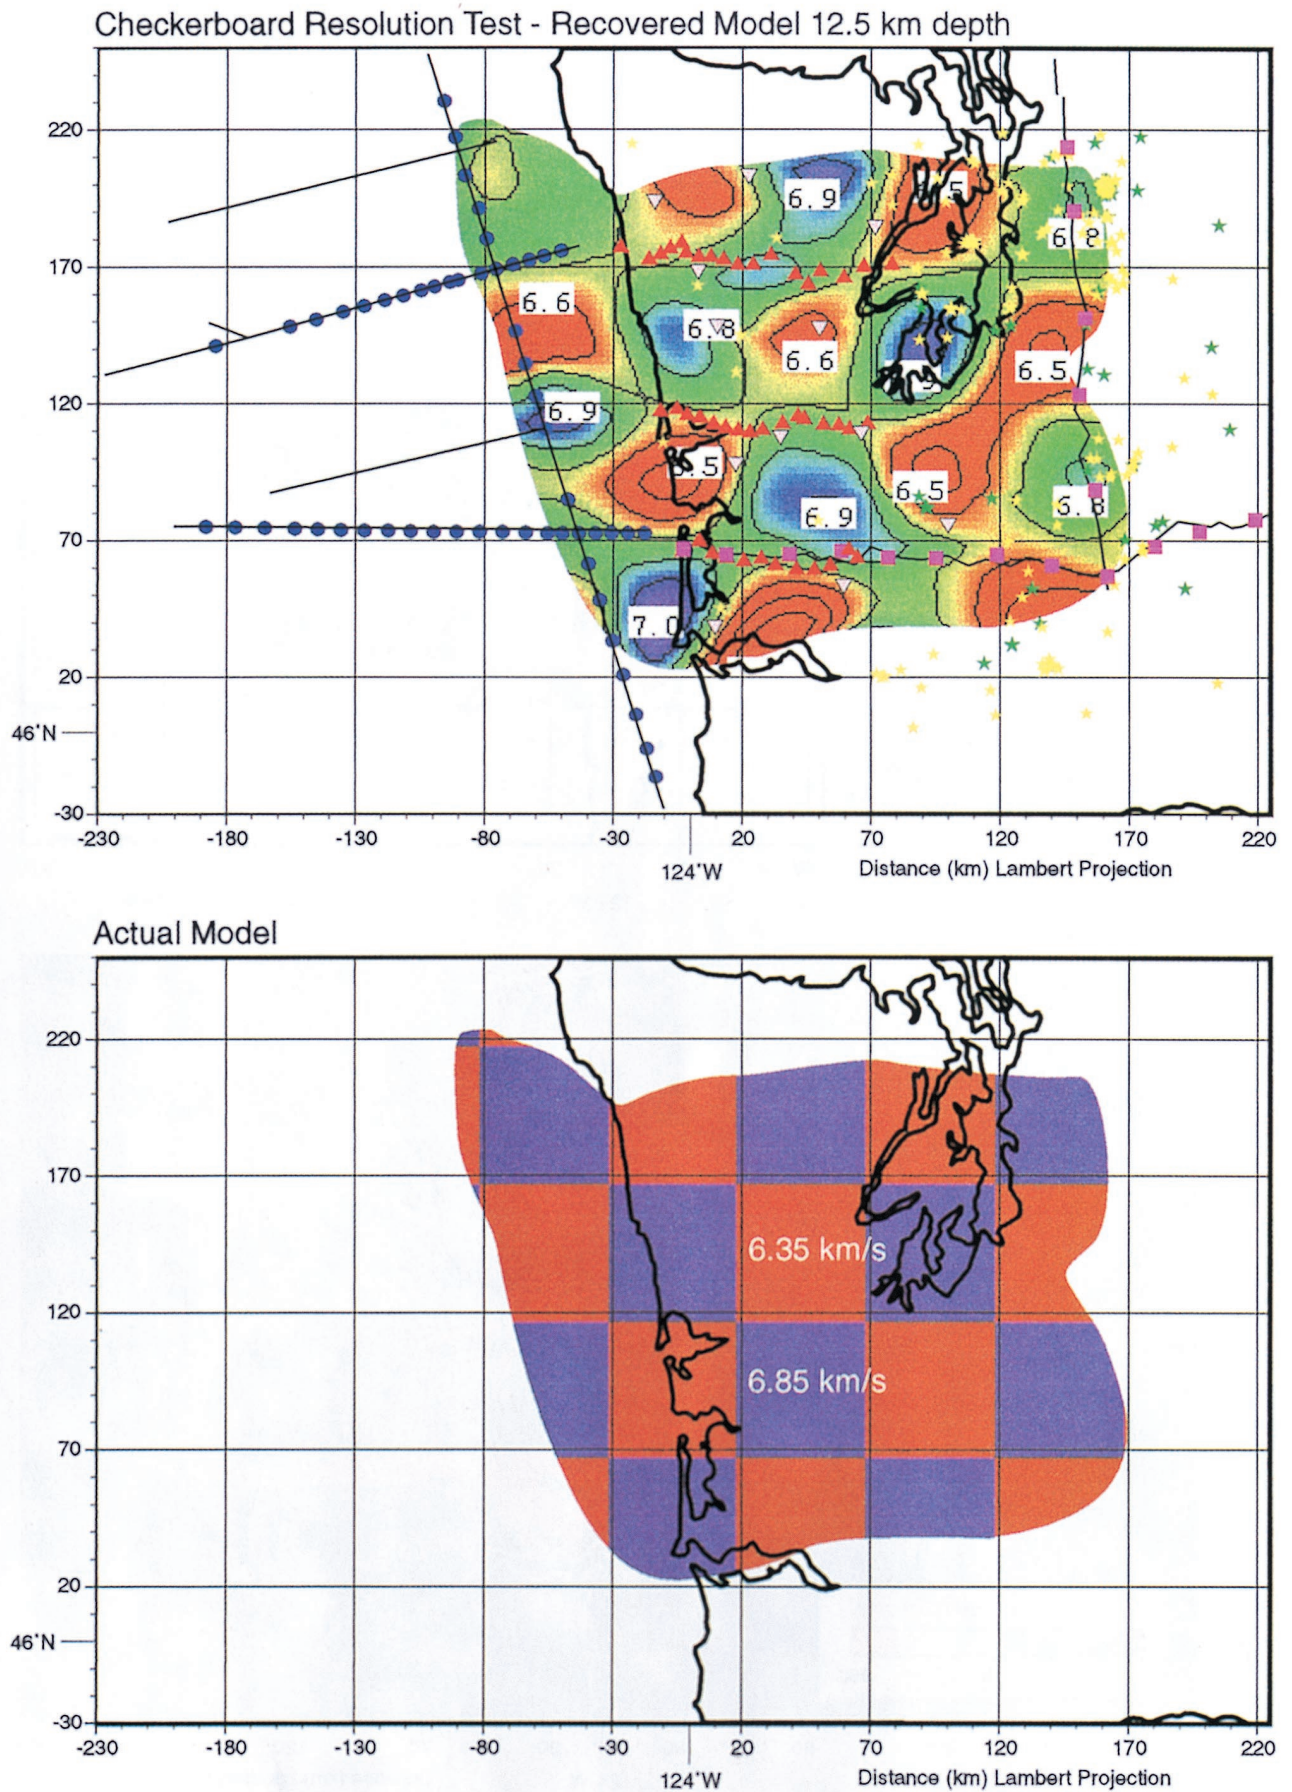 Checkerboard Resolution Test - Recovered Model 12.5 km depth
220
170
120
70
20
46°N
-30
6.9
6.8
6.6
6.8
6.6
6.5
6.9
6.5
6.5
6.9
6.8
7.0
-230 -180 -130 -80 -30 20 70 120 170 220
124°W
Distance (km) Lambert Projection
Actual Model
220
170
120
70
20
46°N
-30
6.35 km/s
6.85 km/s
-230 -180 -130 -80 -30 20 70 120 170 220
124°W
Distance (km) Lambert Projection